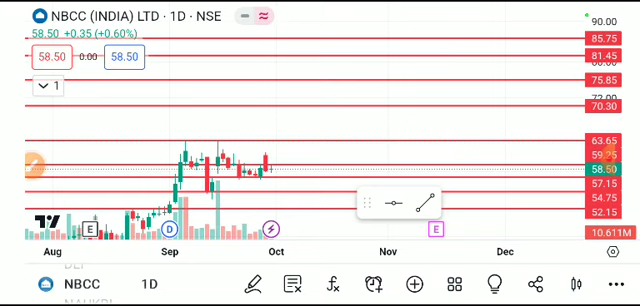 NBCC (INDIA) LTD · 1D · NSE
58.50 +0.35 (+0.60%)
58.50 0.00 58.50
1
90.00
85.75
81.45
75.85
70.30
63.65
59.25
58.50
57.15
54.75
52.15
10.611M
E D E
Aug Sep Oct Nov Dec
NBCC 1D